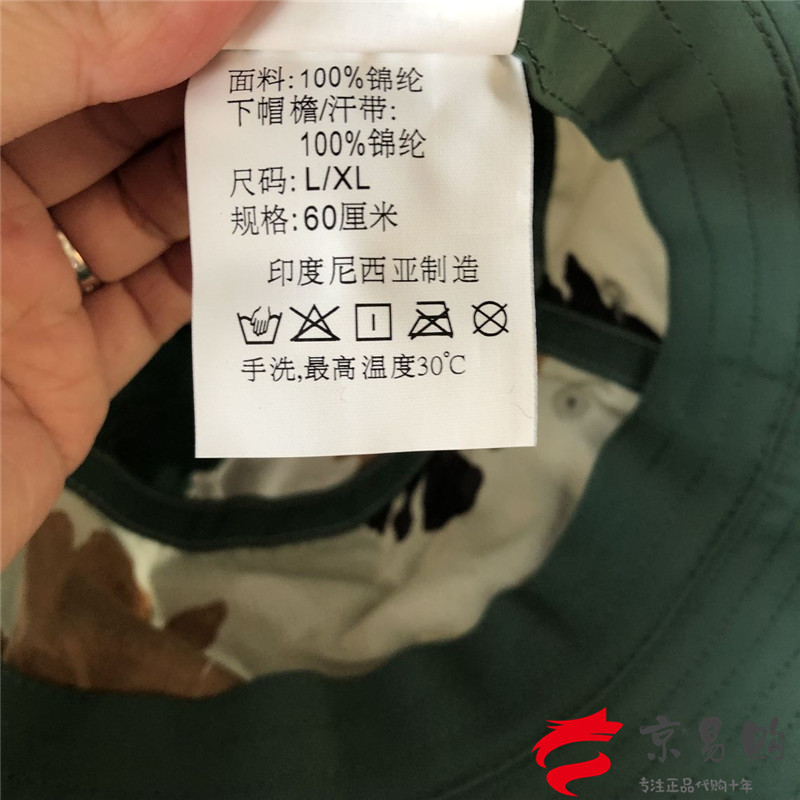 面料:100%锦纶
下帽檐/汗带:
100%锦纶
尺码: L/XL
规格: 60厘米
印度尼西亚制造
手洗,最高温度30℃
京易购
专注正品代购十年